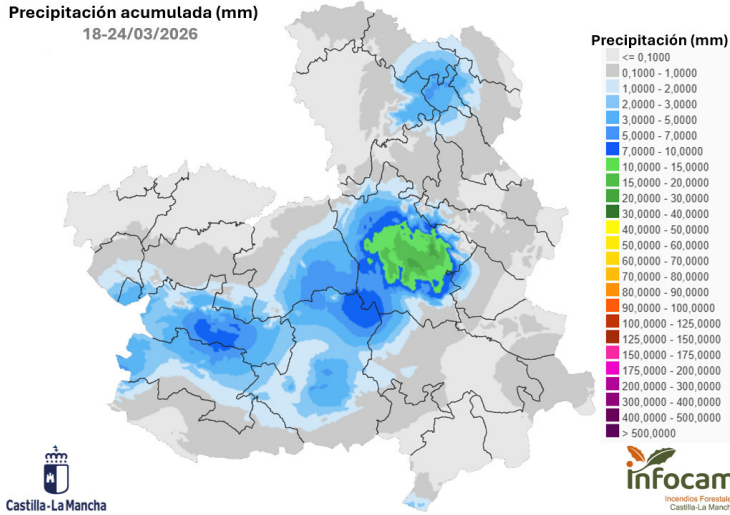 Precipitación acumulada (mm)
18-24/03/2026
Precipitación (mm)
<= 0,1000
0,1000 - 1,0000
1,0000 - 2,0000
2,0000 - 3,0000
3,0000 - 5,0000
5,0000 - 7,0000
7,0000 - 10,0000
10,0000 - 15,0000
15,0000 - 20,0000
20,0000 - 30,0000
30,0000 - 40,0000
40,0000 - 50,0000
50,0000 - 60,0000
60,0000 - 70,0000
70,0000 - 80,0000
80,0000 - 90,0000
90,0000 - 100,0000
100,0000 - 125,0000
125,0000 - 150,0000
150,0000 - 175,0000
175,0000 - 200,0000
200,0000 - 300,0000
300,0000 - 400,0000
400,0000 - 500,0000
> 500,0000
Castilla-La Mancha
infocam
Incendios Forestale
Castilla-La Manch